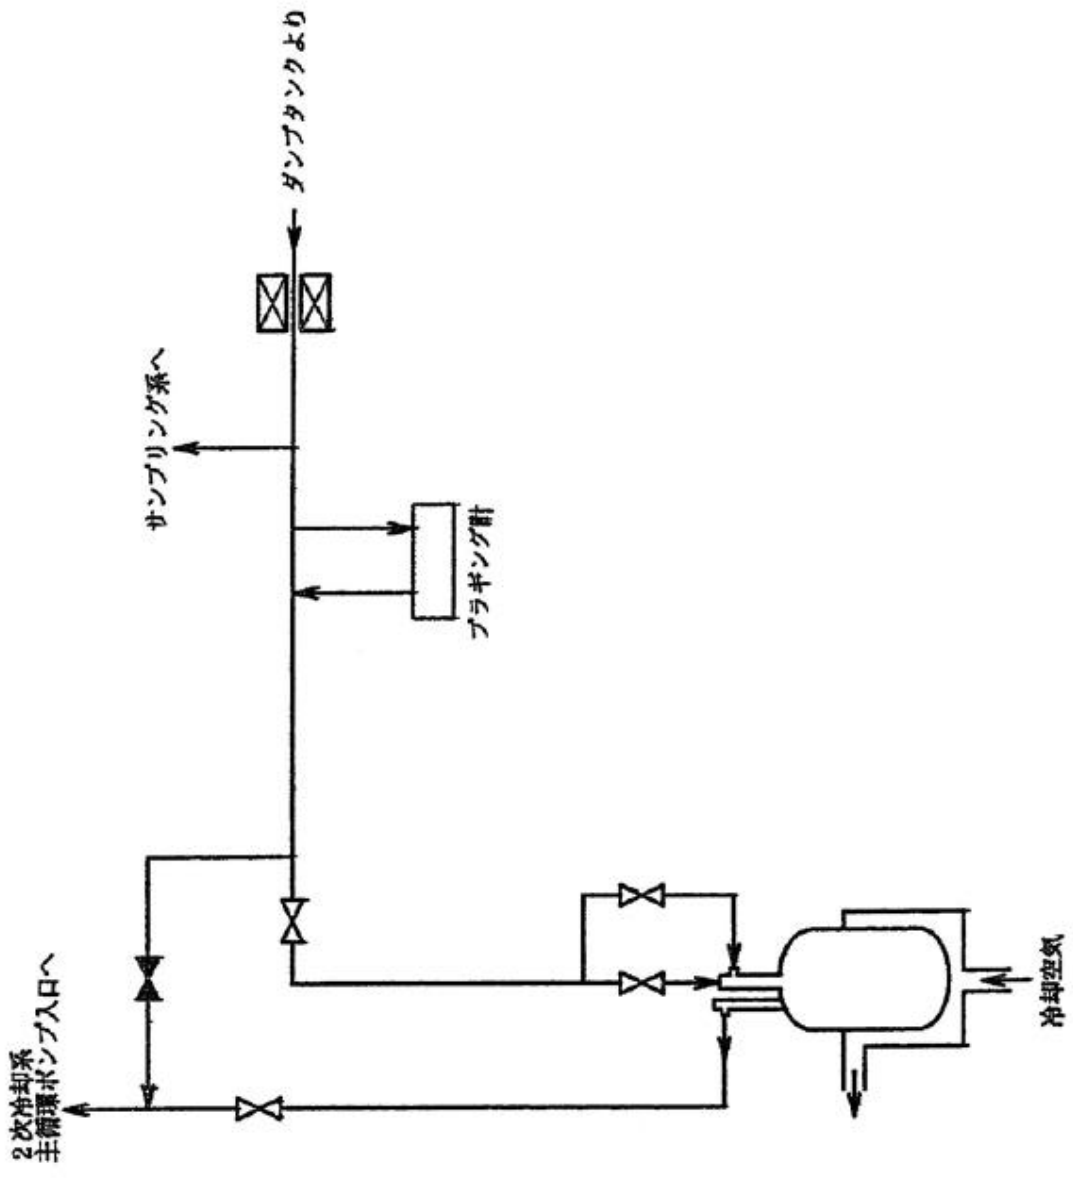 2次冷却系
主循環ポンプ入口へ
サンプリング系へ
ダンプタンクより
プラギング計
冷却空気